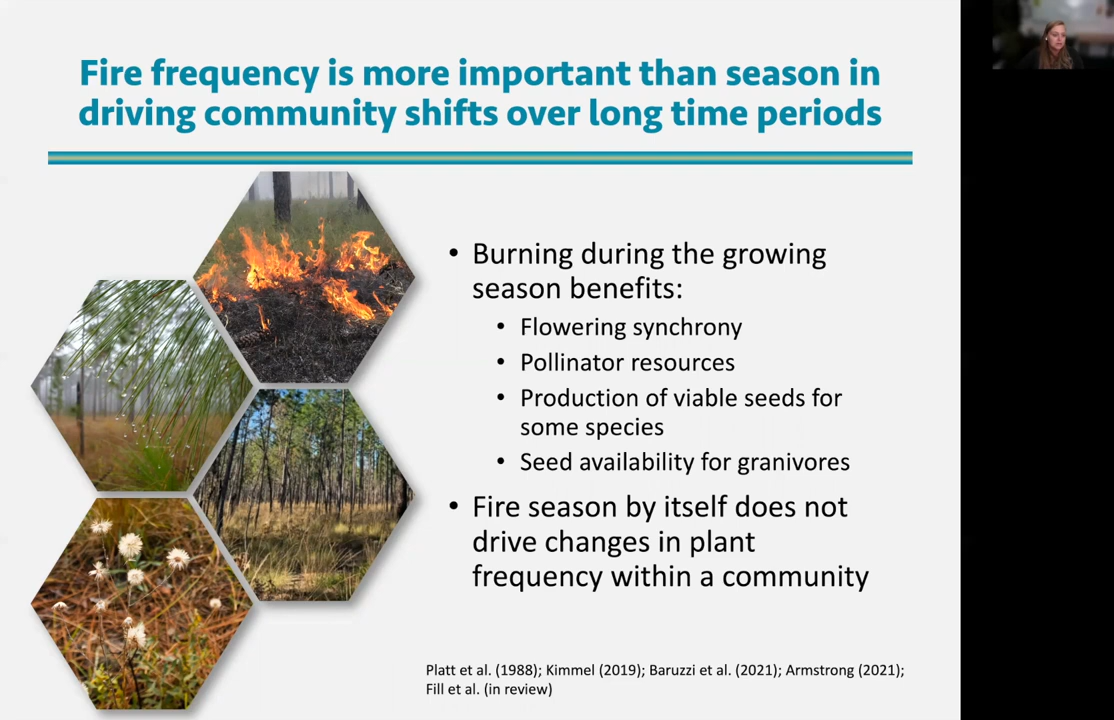 Fire frequency is more important than season in
driving community shifts over long time periods
• Burning during the growing
season benefits:
• Flowering synchrony
• Pollinator resources
• Production of viable seeds for
some species
• Seed availability for granivores
• Fire season by itself does not
drive changes in plant
frequency within a community
Platt et al. (1988); Kimmel (2019); Baruzzi et al. (2021); Armstrong (2021);
Fill et al. (in review)